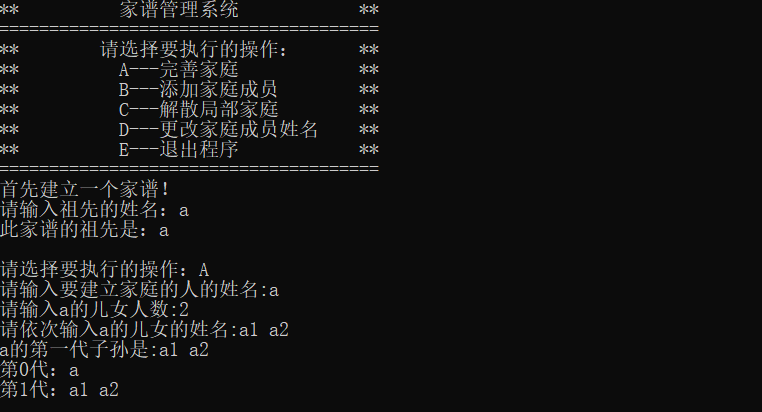 ** 家谱管理系统 **
======================================
** 请选择要执行的操作： **
** A---完善家庭 **
** B---添加家庭成员 **
** C---解散局部家庭 **
** D---更改家庭成员姓名 **
** E---退出程序 **
======================================
首先建立一个家谱！
请输入祖先的姓名：a
此家谱的祖先是：a
请选择要执行的操作：A
请输入要建立家庭的人的姓名:a
请输入a的儿女人数:2
请依次输入a的儿女的姓名:a1 a2
a的第一代子孙是:a1 a2
第0代：a
第1代：a1 a2